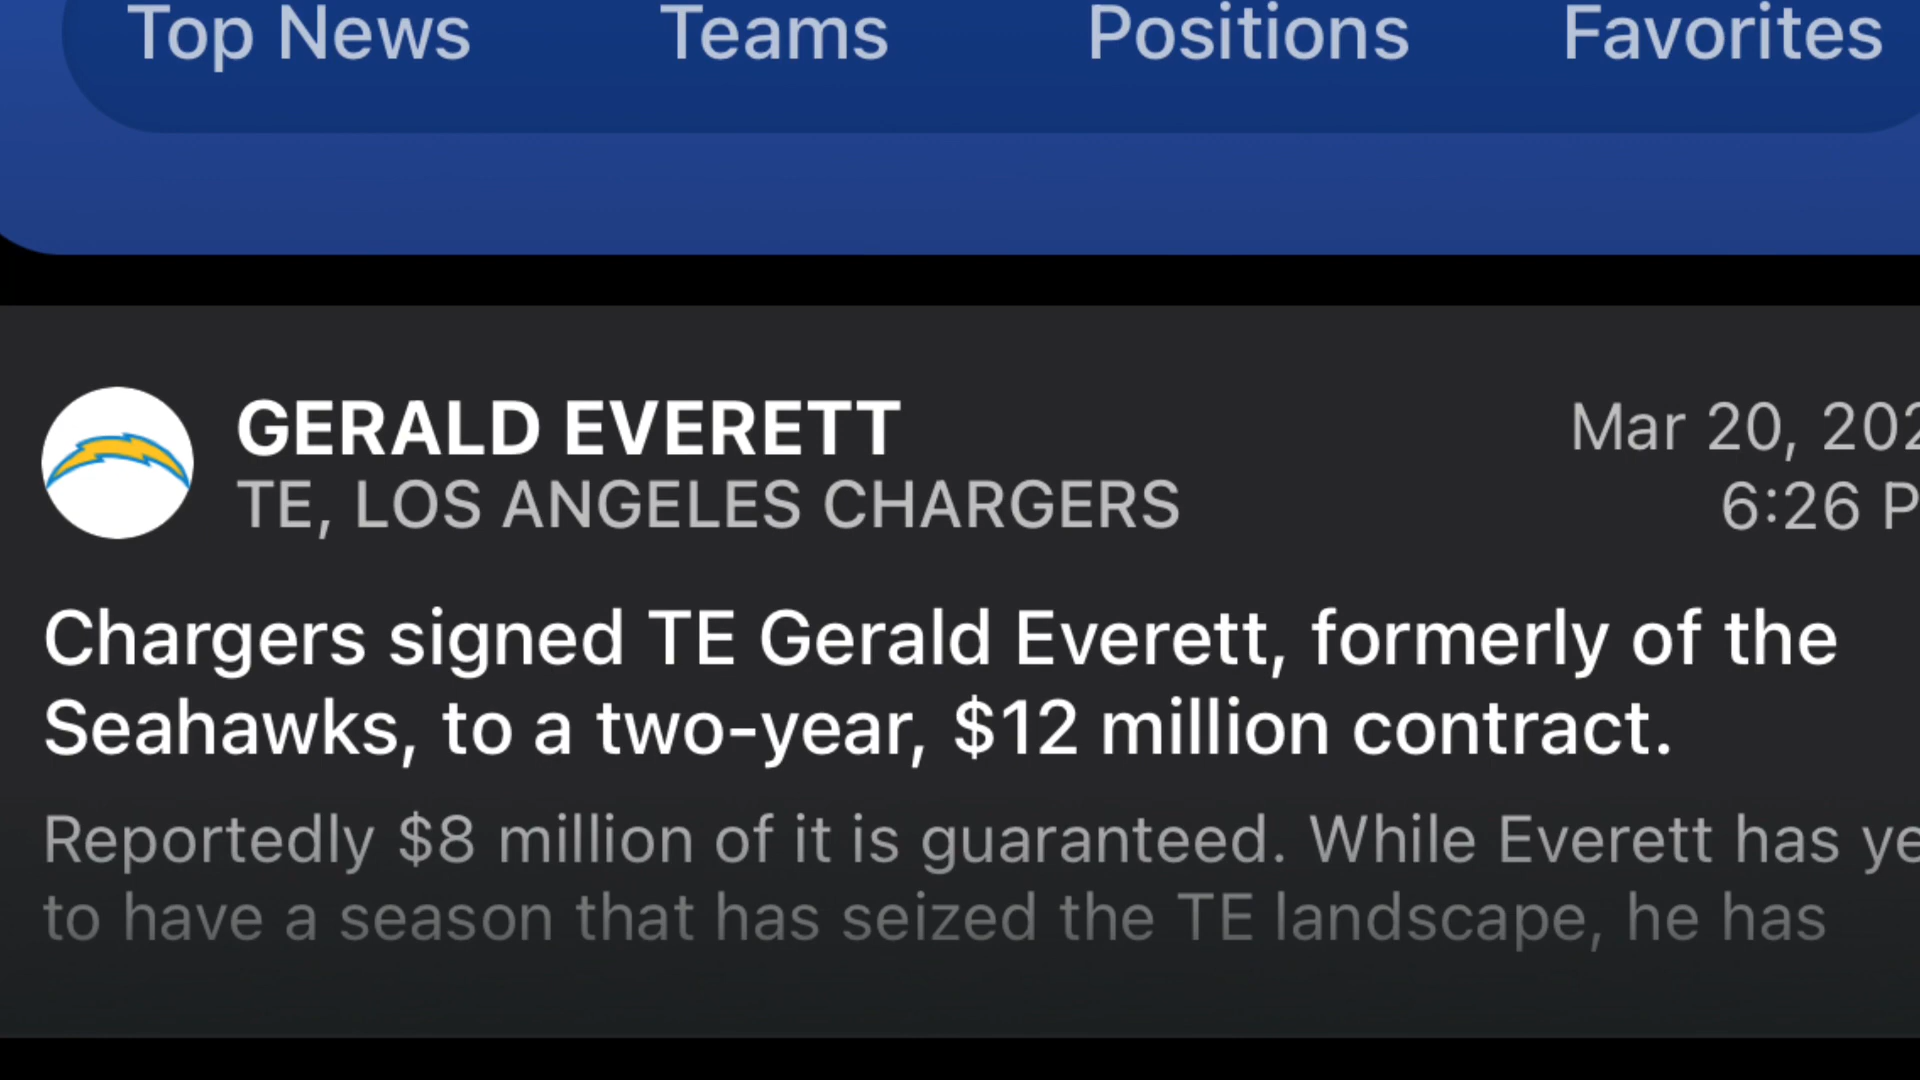 Top News Teams Positions Favorites
GERALD EVERETT
Mar 20, 202
TE, LOS ANGELES CHARGERS
6:26 P
Chargers signed TE Gerald Everett, formerly of the
Seahawks, to a two-year, $12 million contract.
Reportedly $8 million of it is guaranteed. While Everett has ye
to have a season that has seized the TE landscape, he has